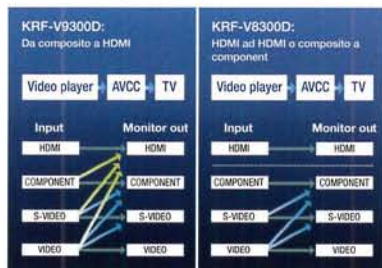 KRF-V9300D:
Da composito a HDMI
Video player AVCC TV
Input Monitor out
HDMI HDMI
COMPONENT COMPONENT
S-VIDEO S-VIDEO
VIDEO VIDEO
KRF-V8300D:
HDMI ad HDMI o composito a
component
Video player AVCC TV
Input Monitor out
HDMI HDMI
COMPONENT COMPONENT
S-VIDEO S-VIDEO
VIDEO VIDEO